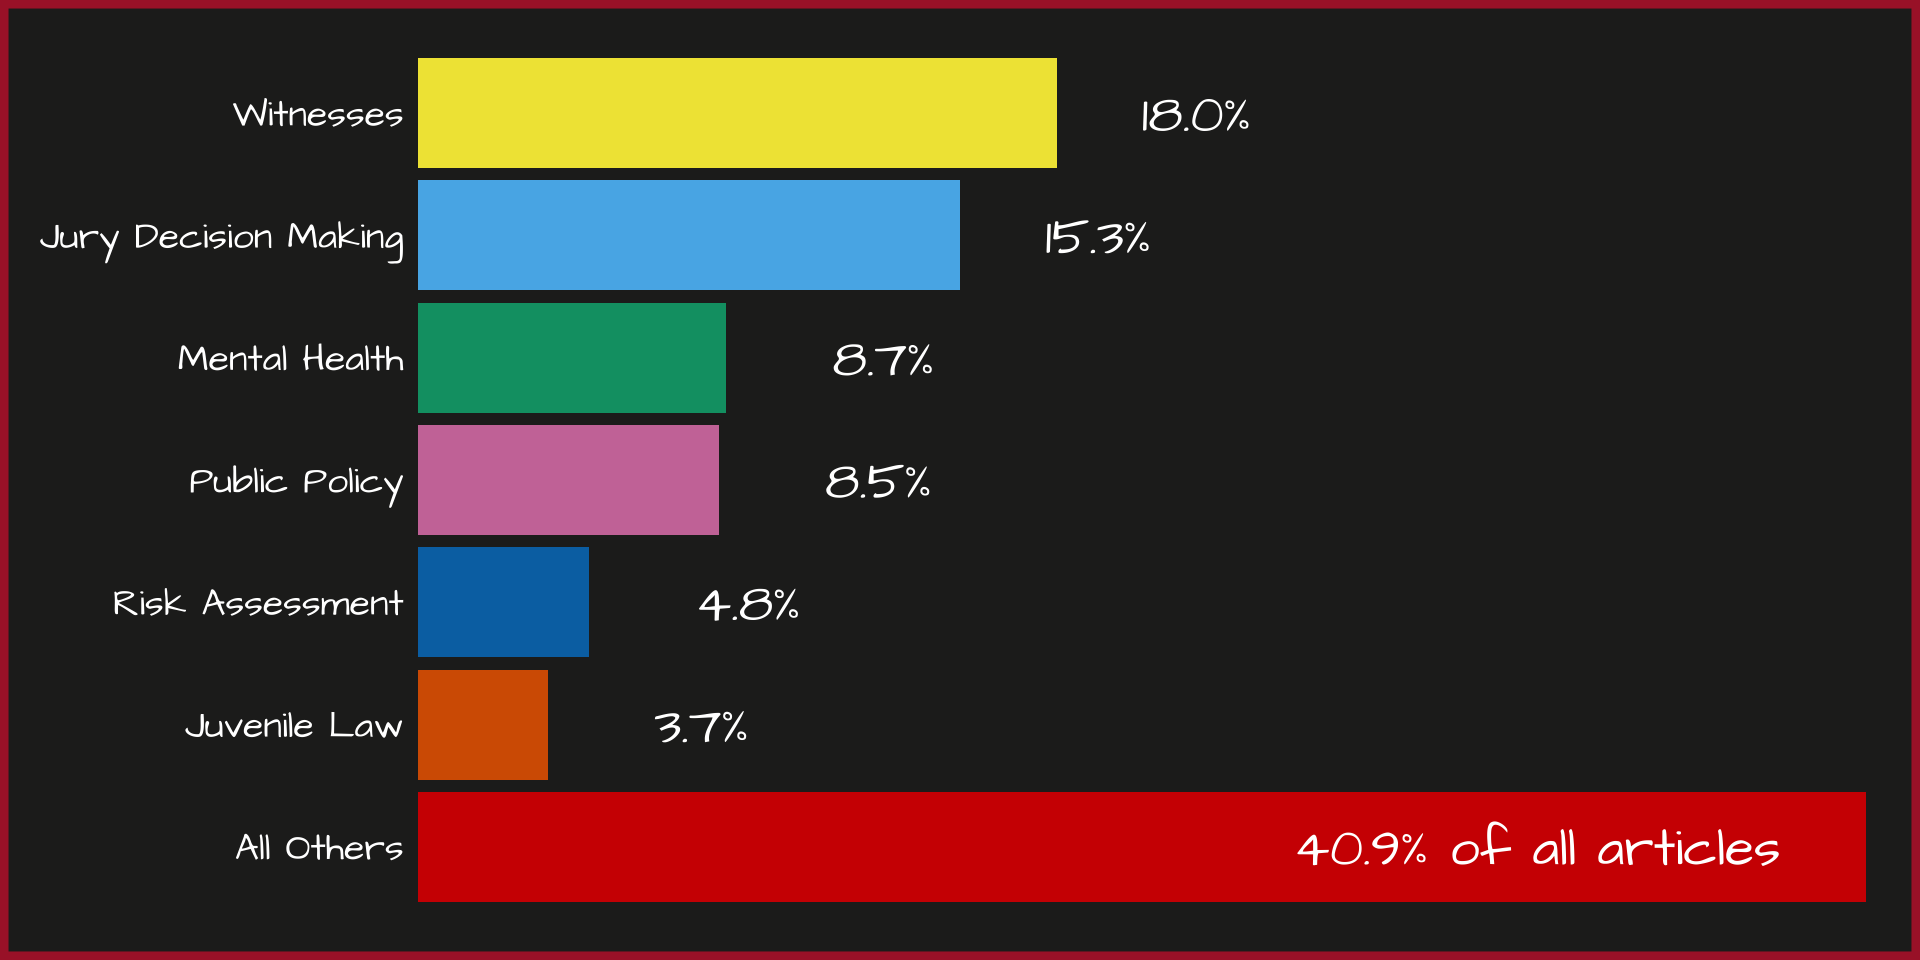 Witnesses 18.0%
Jury Decision Making 15.3%
Mental Health 8.7%
Public Policy 8.5%
Risk Assessment 4.8%
Juvenile Law 3.7%
All Others 40.9% of all articles